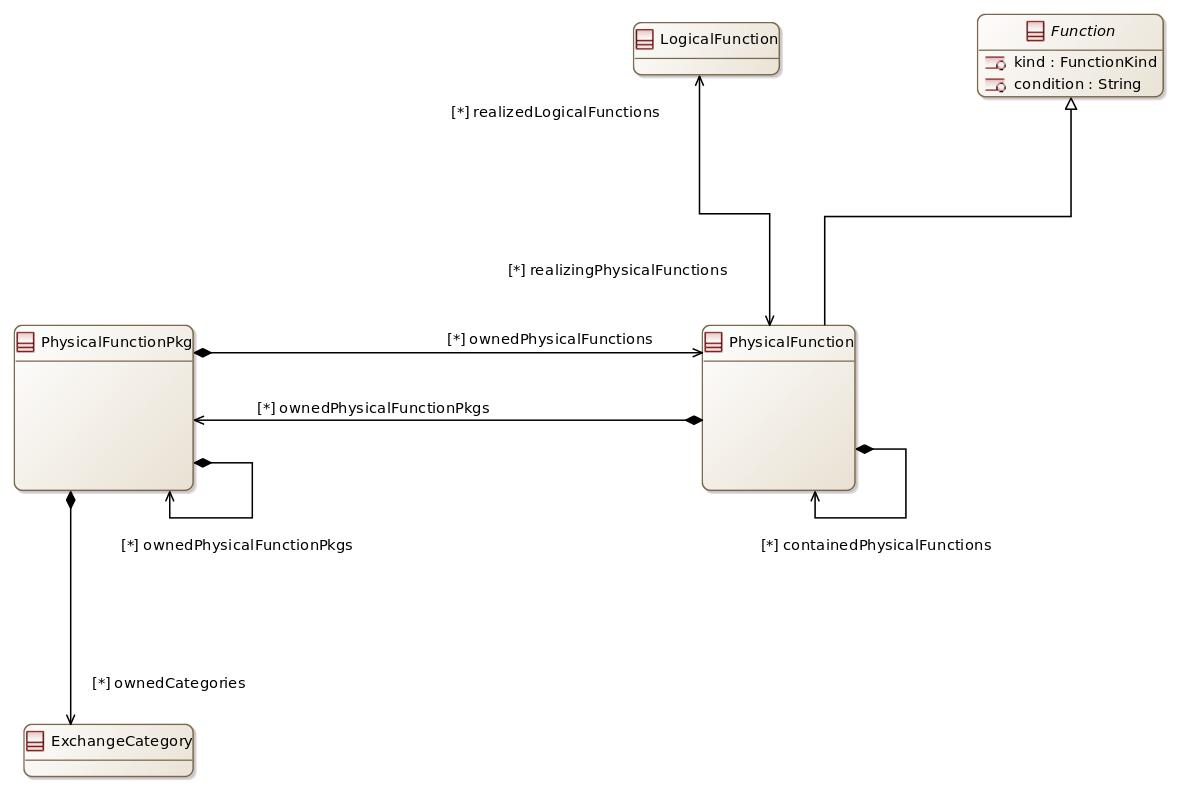 LogicalFunction
Function
kind : FunctionKind
condition : String
[*] realizedLogicalFunctions
[*] realizingPhysicalFunctions
PhysicalFunctionPkg
[*] ownedPhysicalFunctions
PhysicalFunction
[*] ownedPhysicalFunctionPkgs
[*] ownedPhysicalFunctionPkgs
[*] containedPhysicalFunctions
[*] ownedCategories
ExchangeCategory